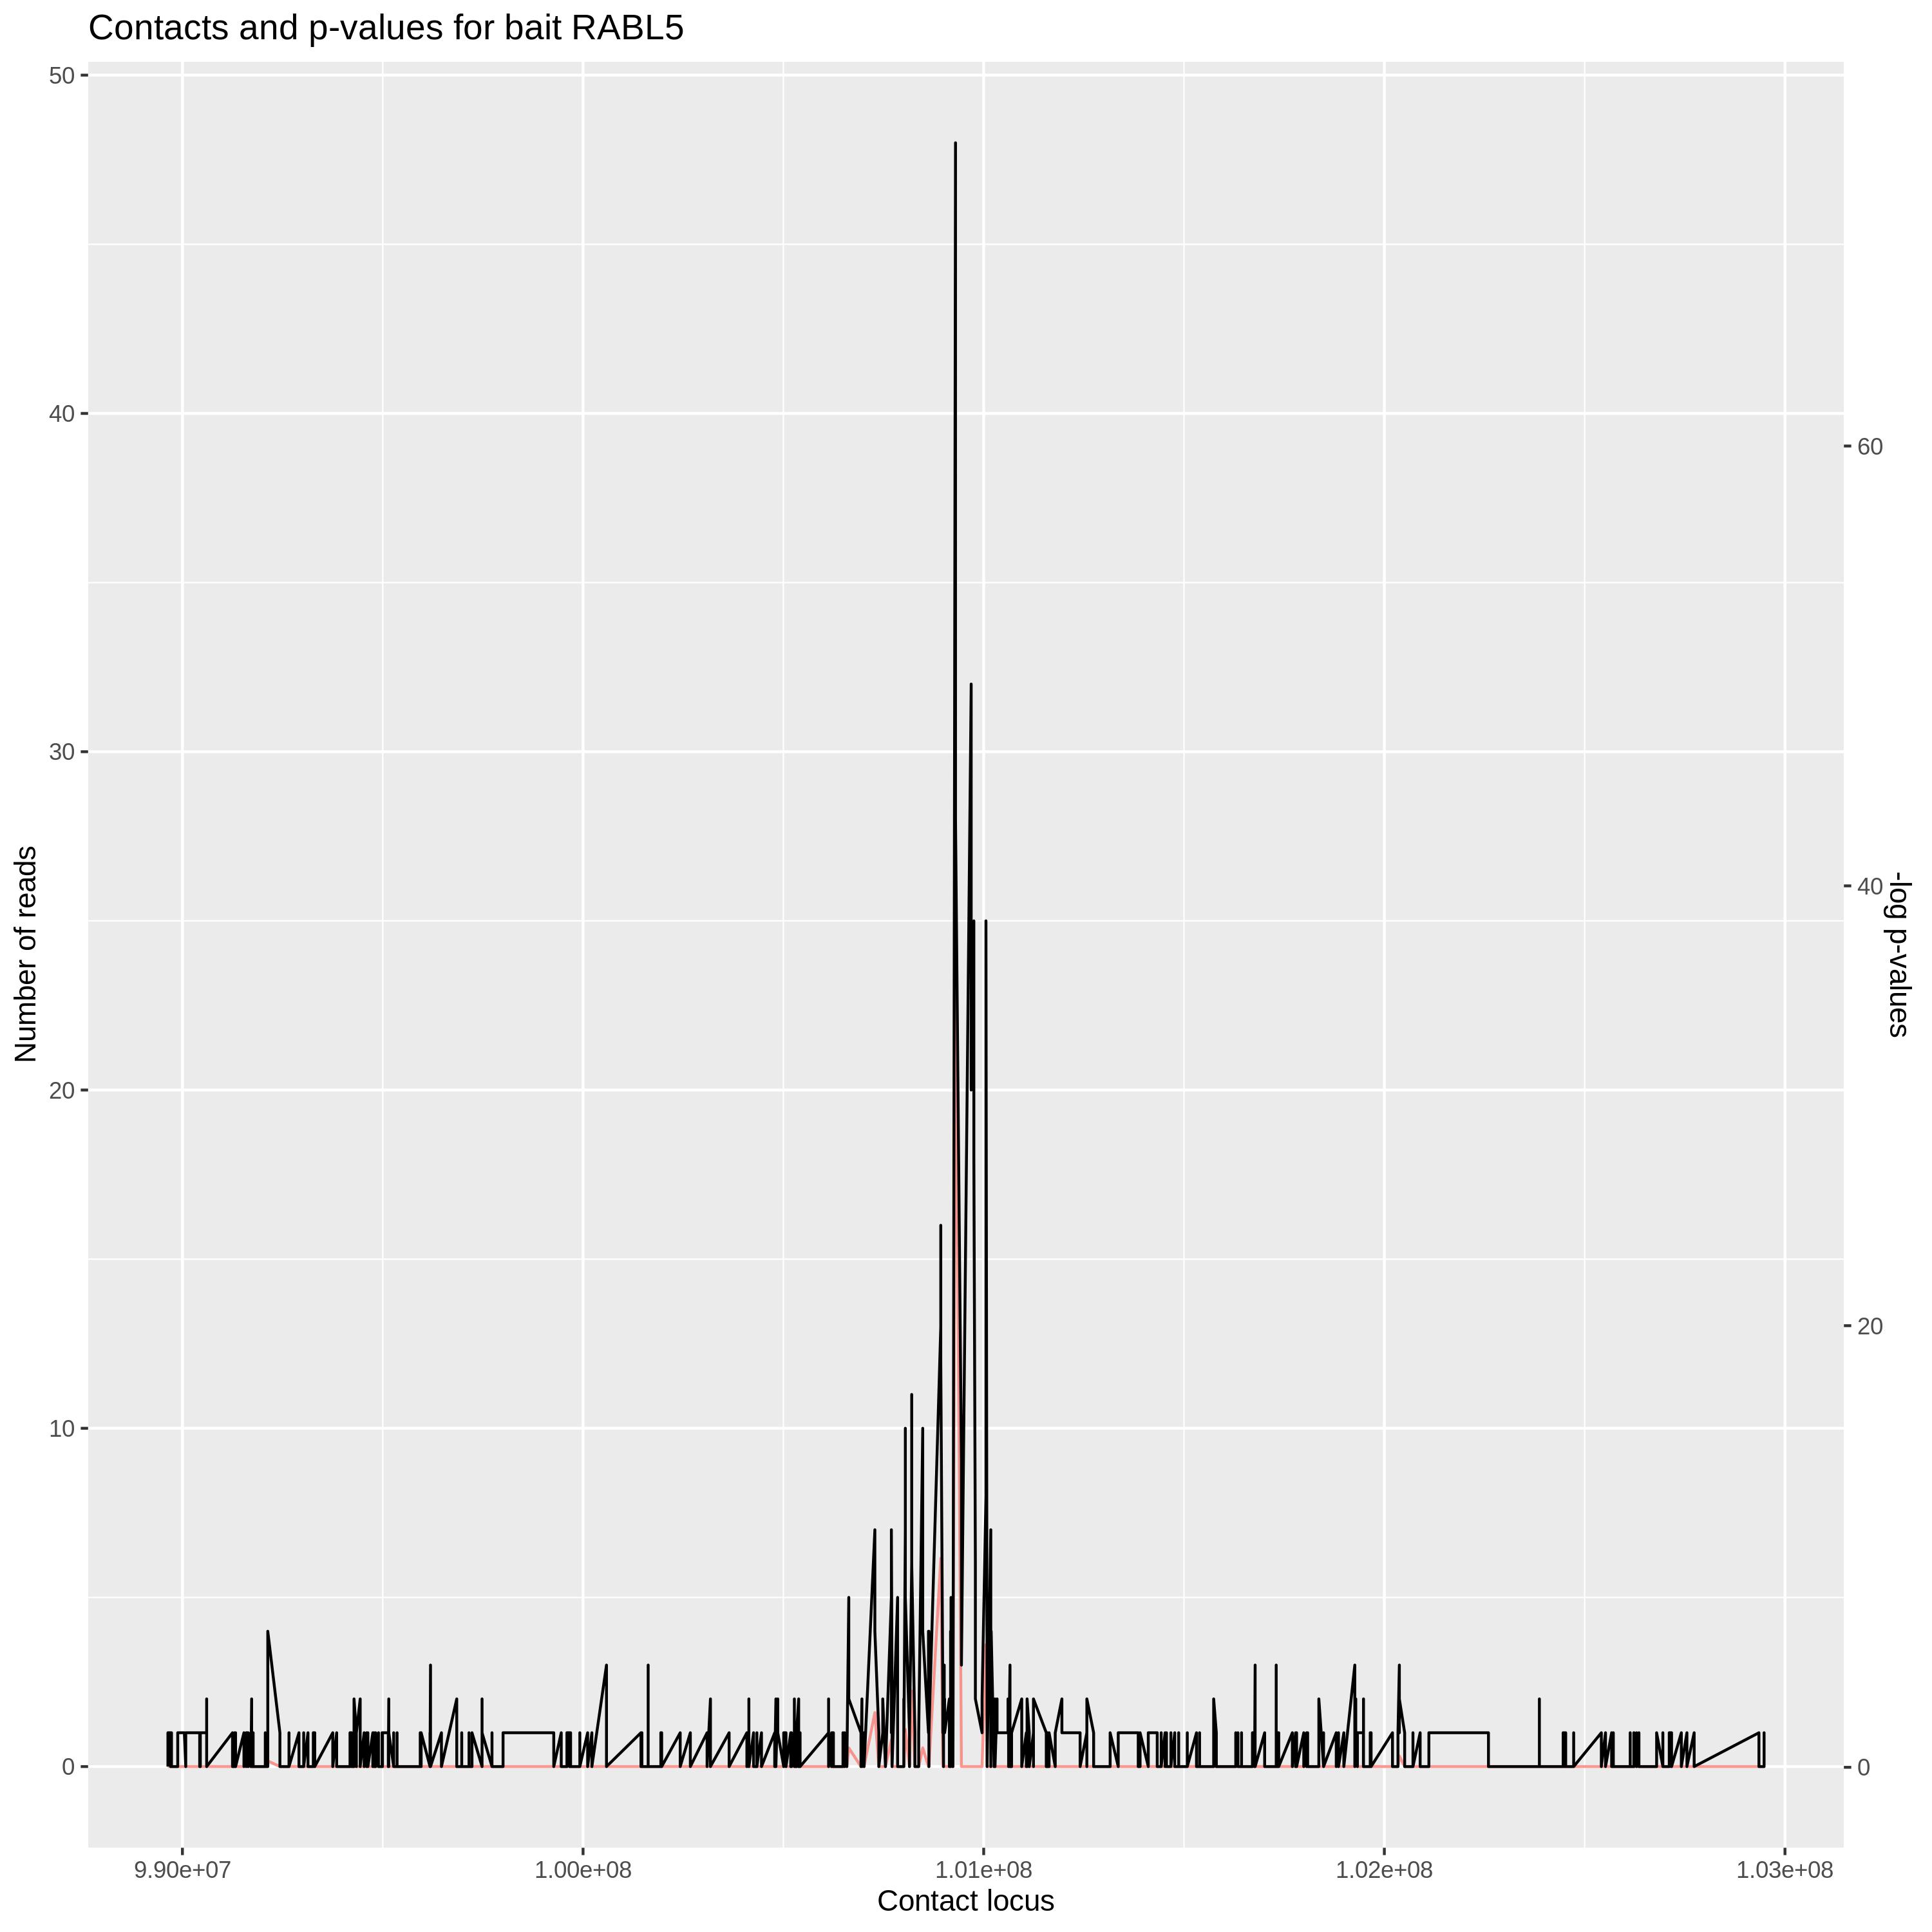 Contacts and p-values for bait RABL5
50
40
30
20
10
0
Number of reads
60
40
20
0
-log p-values
9.90e+07
1.00e+08
1.01e+08
1.02e+08
1.03e+08
Contact locus